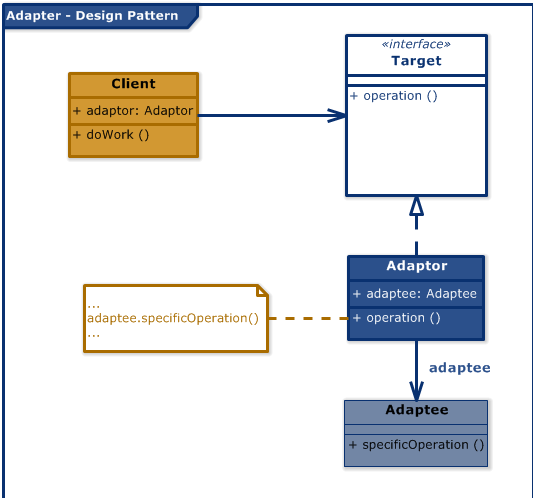 Adapter - Design Pattern
«interface»
Target
+ operation ()
Client
+ adaptor: Adaptor
+ doWork ()
Adaptor
+ adaptee: Adaptee
+ operation ()
...
adaptee.specificOperation()
...
adaptee
Adaptee
+ specificOperation ()